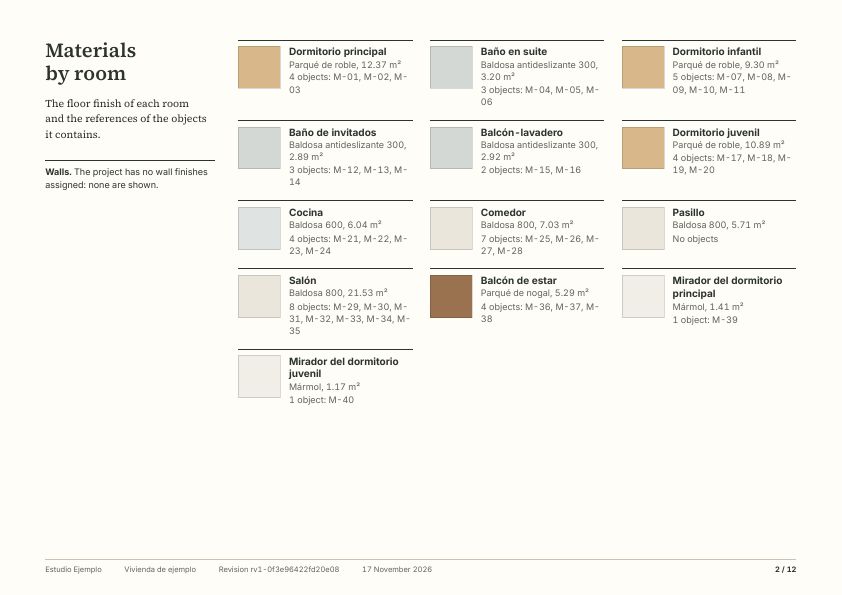 Materials
by room
The floor finish of each room
and the references of the objects
it contains.
Walls. The project has no wall finishes
assigned: none are shown.
Dormitorio principal
Parqué de roble, 12.37 m²
4 objects: M-01, M-02, M-
03
Baño en suite
Baldosa antideslizante 300,
3.20 m²
3 objects: M-04, M-05, M-
06
Dormitorio infantil
Parqué de roble, 9.30 m²
5 objects: M-07, M-08, M-
09, M-10, M-11
Baño de invitados
Baldosa antideslizante 300,
2.89 m²
3 objects: M-12, M-13, M-
14
Balcón-lavadero
Baldosa antideslizante 300,
2.92 m²
2 objects: M-15, M-16
Dormitorio juvenil
Parqué de roble, 10.89 m²
4 objects: M-17, M-18, M-
19, M-20
Cocina
Baldosa 600, 6.04 m²
4 objects: M-21, M-22, M-
23, M-24
Comedor
Baldosa 800, 7.03 m²
7 objects: M-25, M-26, M-
27, M-28
Pasillo
Baldosa 800, 5.71 m²
No objects
Salón
Baldosa 800, 21.53 m²
8 objects: M-29, M-30, M-
31, M-32, M-33, M-34, M-
35
Balcón de estar
Parqué de nogal, 5.29 m²
4 objects: M-36, M-37, M-
38
Mirador del dormitorio
principal
Mármol, 1.41 m²
1 object: M-39
Mirador del dormitorio
juvenil
Mármol, 1.17 m²
1 object: M-40
Estudio Ejemplo Vivienda de ejemplo Revision rv1-0f3e96422fd20e08 17 November 2026 2 / 12